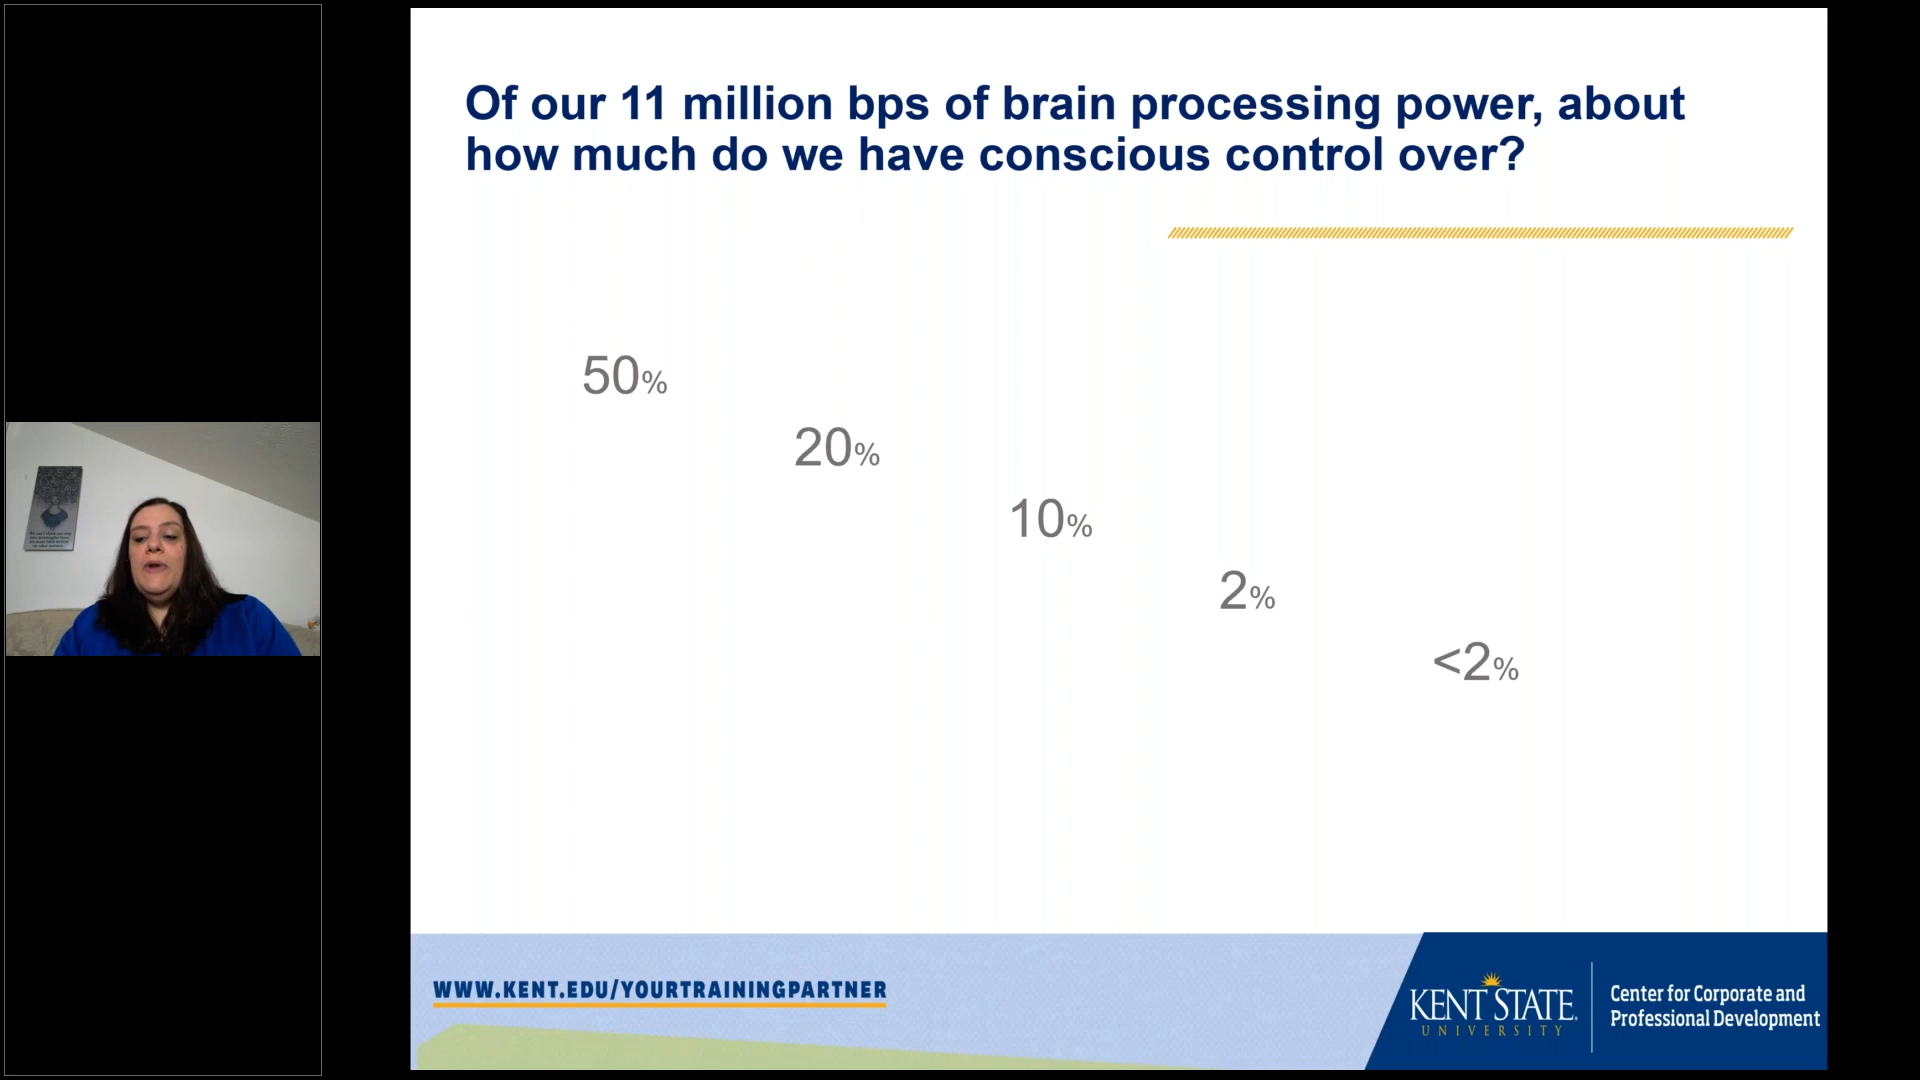 Of our 11 million bps of brain processing power, about
how much do we have conscious control over?
50%
20%
10%
2%
<2%
WWW.KENT.EDU/YOURTRAININGPARTNER
KENT STATE
UNIVERSITY
Center for Corporate and
Professional Development